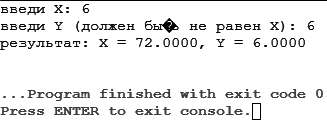 введи X: 6
введи Y (должен бы� не равен X): 6
результат: X = 72.0000, Y = 6.0000
...Program finished with exit code 0
Press ENTER to exit console.